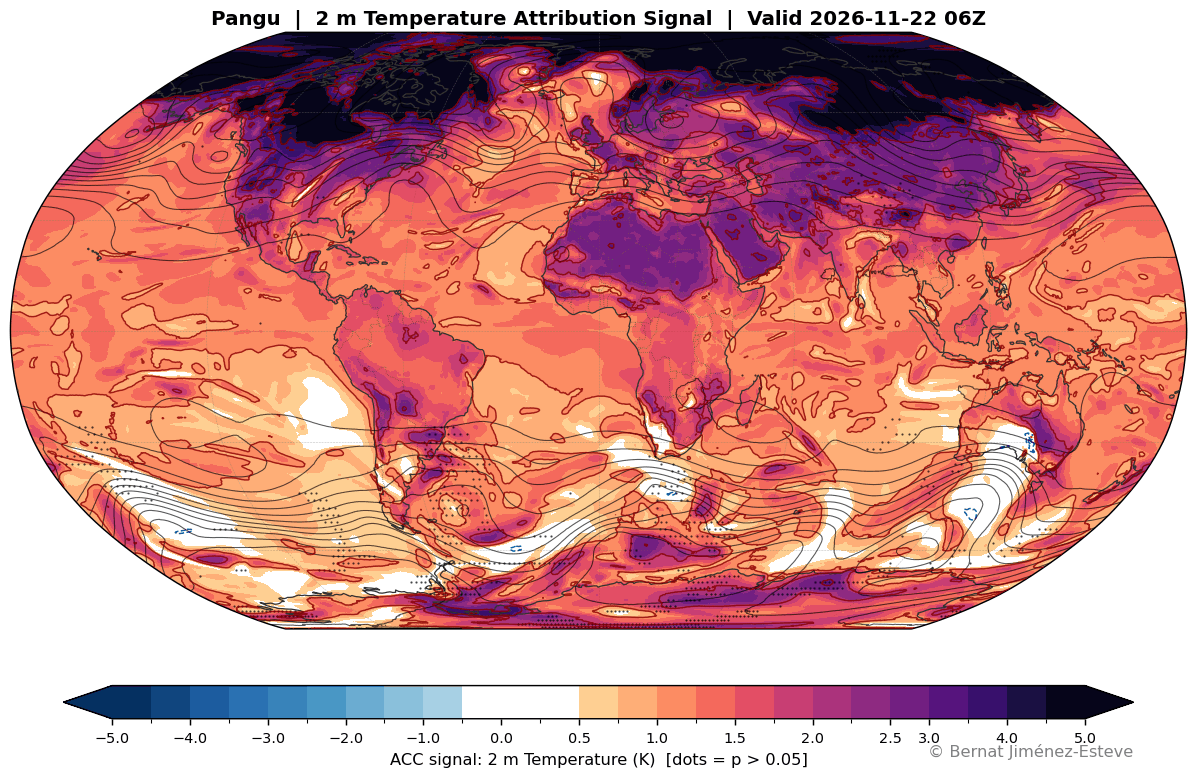 Pangu | 2 m Temperature Attribution Signal | Valid 2026-11-22 06Z
−5.0 −4.0 −3.0 −2.0 −1.0 0.0 0.5 1.0 1.5 2.0 2.5 3.0 4.0 5.0
© Bernat Jiménez-Esteve
ACC signal: 2 m Temperature (K) [dots = p > 0.05]